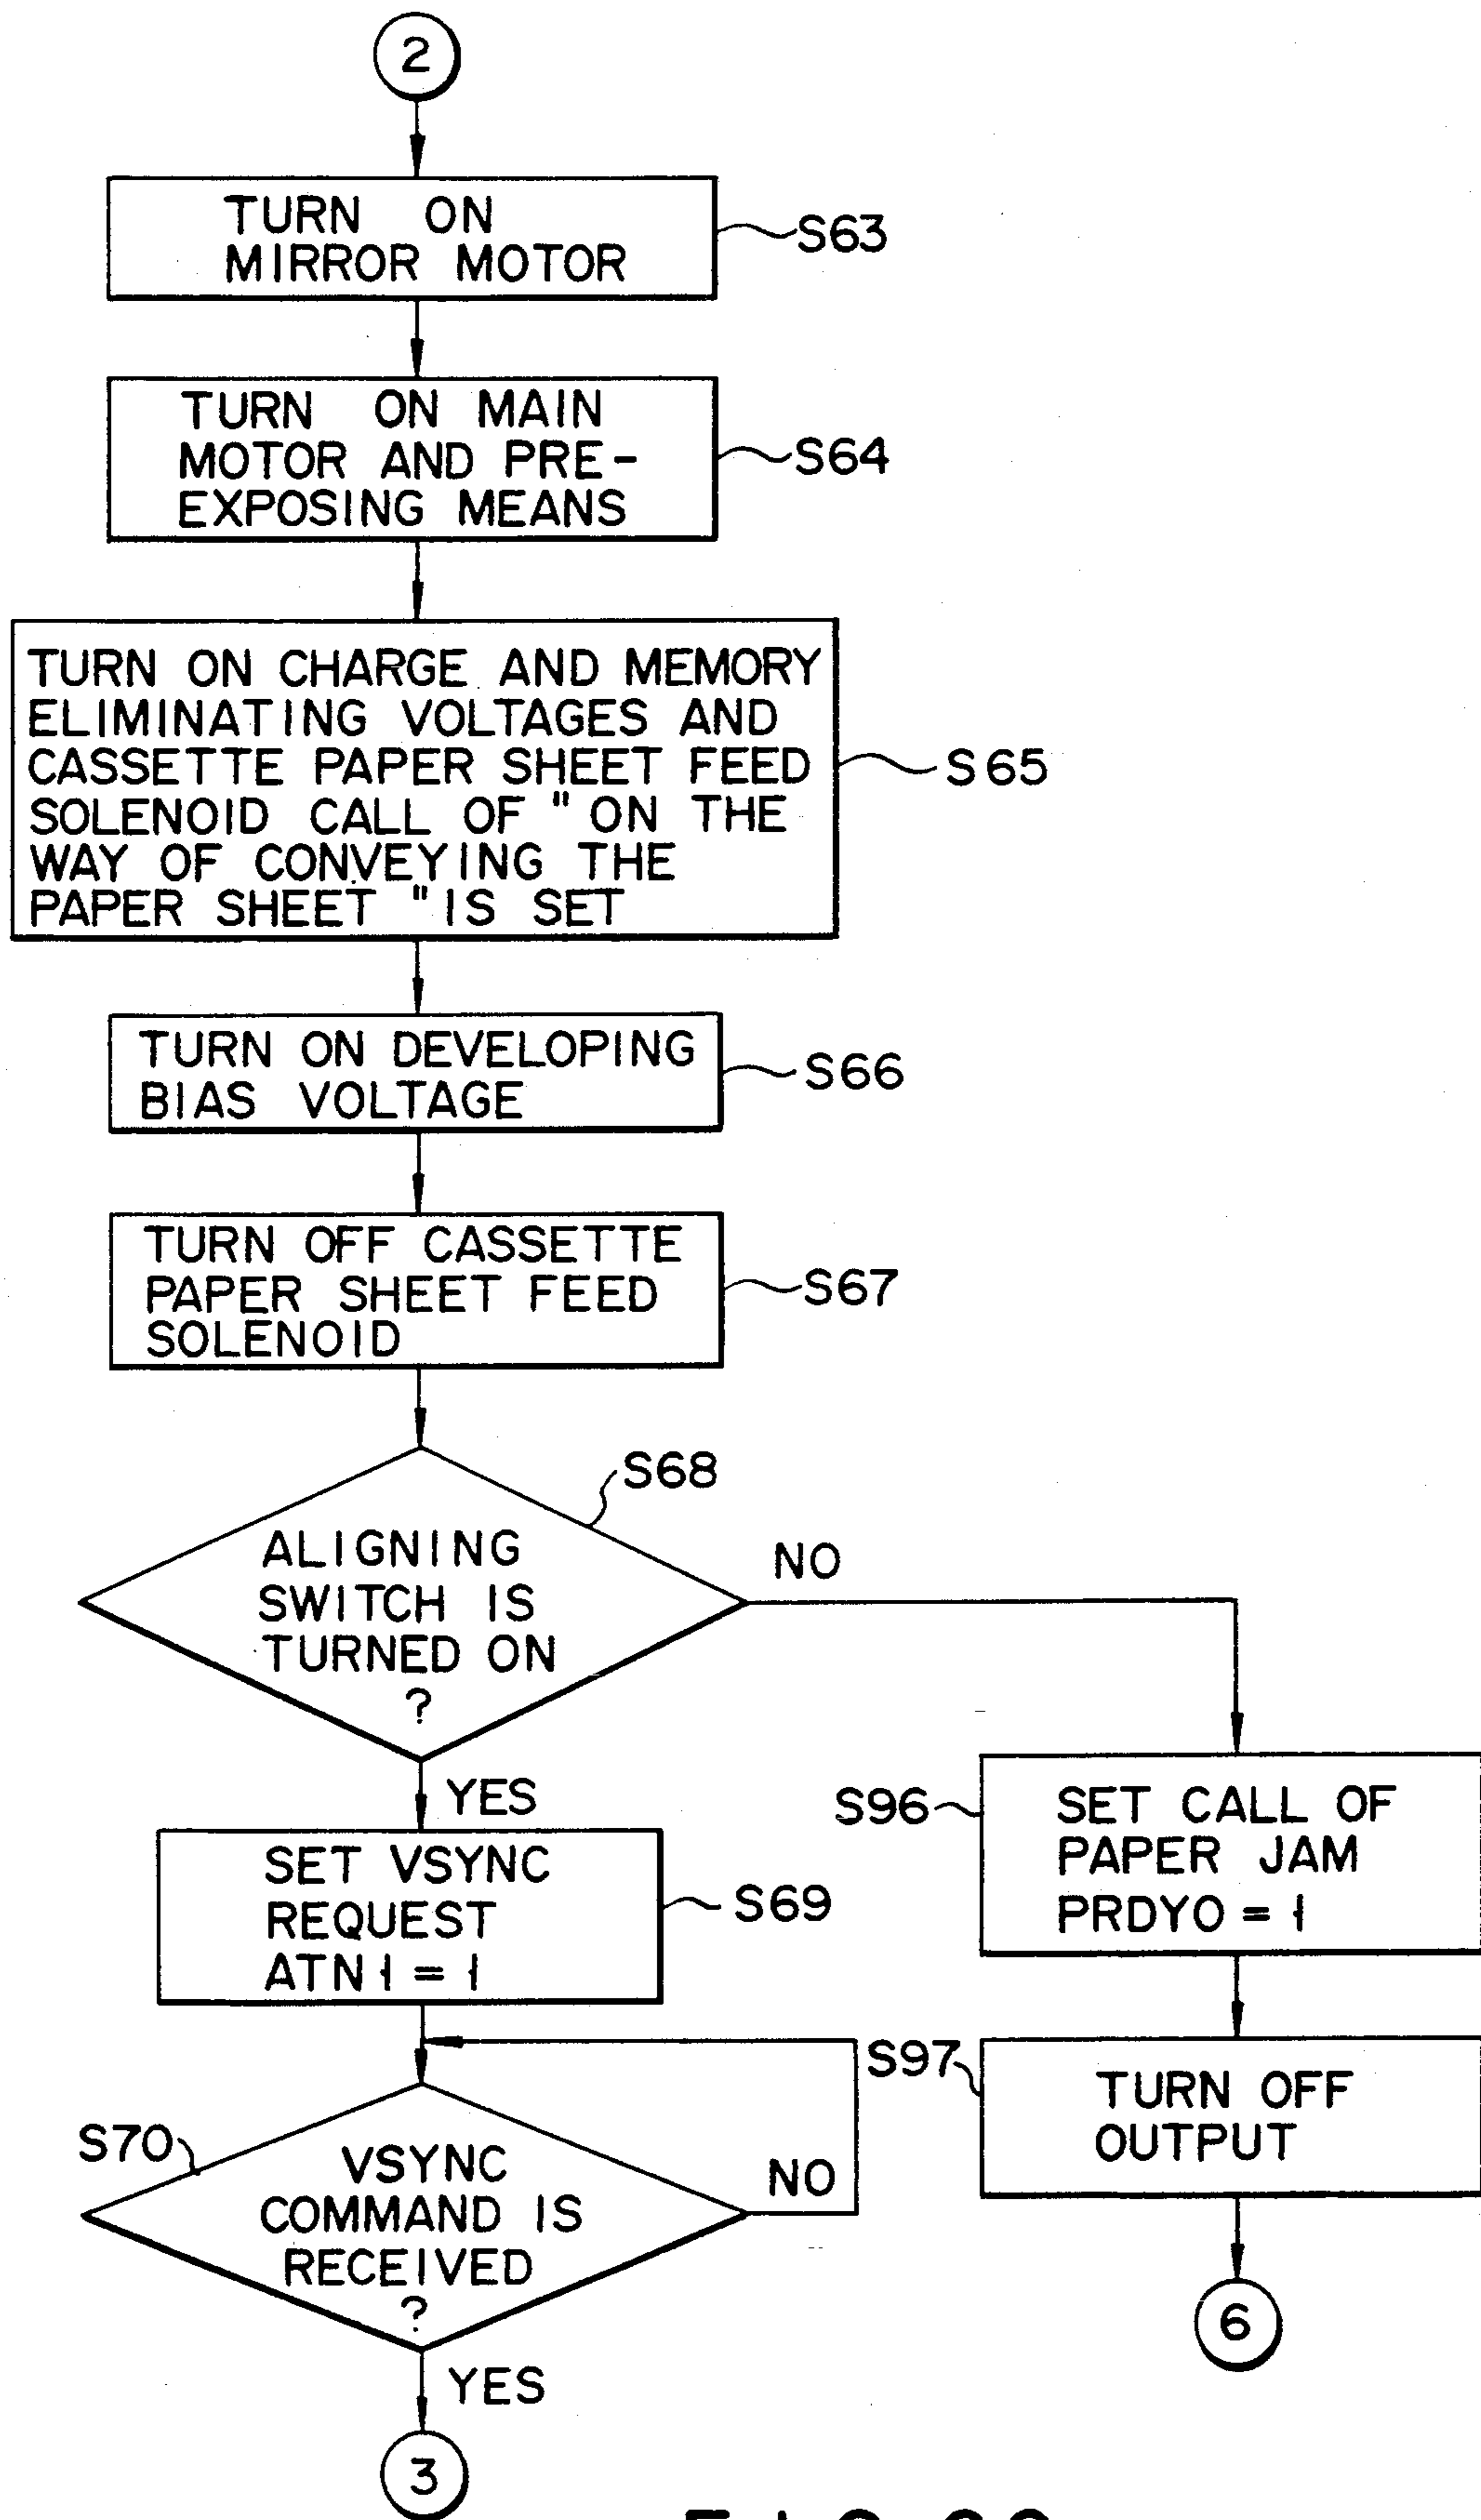 2
TURN ON
MIRROR MOTOR
S63
TURN ON MAIN
MOTOR AND PRE-
EXPOSING MEANS
S64
TURN ON CHARGE AND MEMORY
ELIMINATING VOLTAGES AND
CASSETTE PAPER SHEET FEED
SOLENOID CALL OF "ON THE
WAY OF CONVEYING THE
PAPER SHEET" IS SET
S65
TURN ON DEVELOPING
BIAS VOLTAGE
S66
TURN OFF CASSETTE
PAPER SHEET FEED
SOLENOID
S67
S68
ALIGNING
SWITCH IS
TURNED ON
?
NO
YES
SET VSYNC
REQUEST
ATN1 = 1
S69
S96
SET CALL OF
PAPER JAM
PRDYO = 1
S97
TURN OFF
OUTPUT
6
S70
VSYNC
COMMAND IS
RECEIVED
?
NO
YES
3